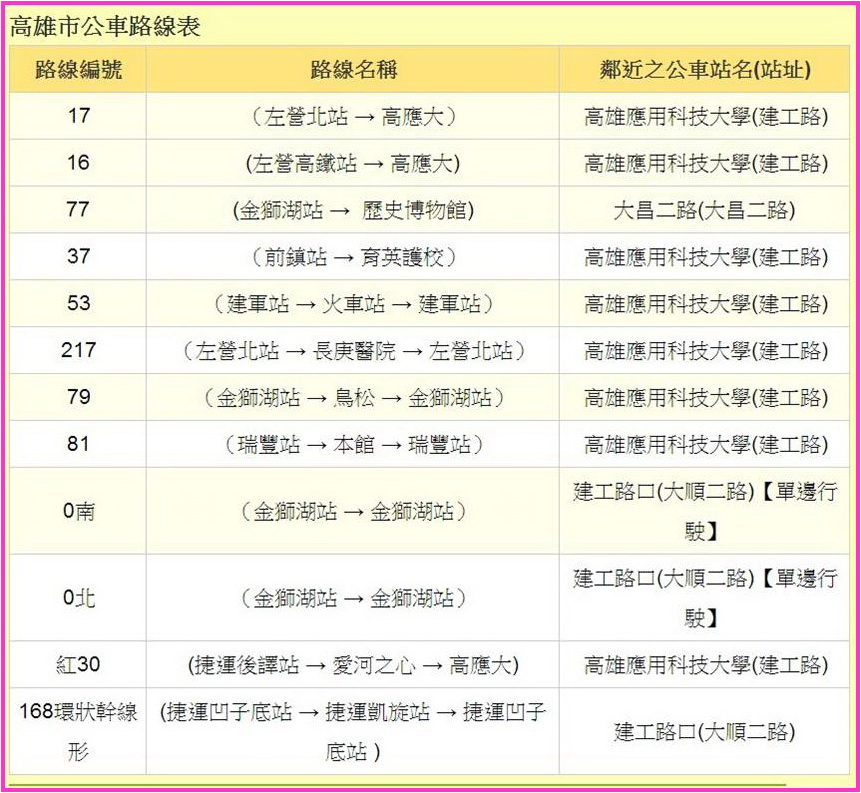 高雄市公車路線表
路線編號 路線名稱 鄰近之公車站名(站址)
17 （左營北站 → 高應大） 高雄應用科技大學(建工路)
16 (左營高鐵站 → 高應大) 高雄應用科技大學(建工路)
77 (金獅湖站 → 歷史博物館) 大昌二路(大昌二路)
37 （前鎮站 → 育英護校） 高雄應用科技大學(建工路)
53 （建軍站 → 火車站 → 建軍站） 高雄應用科技大學(建工路)
217 （左營北站 → 長庚醫院 → 左營北站） 高雄應用科技大學(建工路)
79 （金獅湖站 → 鳥松 → 金獅湖站） 高雄應用科技大學(建工路)
81 （瑞豐站 → 本館 → 瑞豐站） 高雄應用科技大學(建工路)
0南 （金獅湖站 → 金獅湖站） 建工路口(大順二路)【單邊行
駛】
0北 （金獅湖站 → 金獅湖站） 建工路口(大順二路)【單邊行
駛】
紅30 (捷運後譯站 → 愛河之心 → 高應大) 高雄應用科技大學(建工路)
168環狀幹線
形
(捷運凹子底站 → 捷運凱旋站 → 捷運凹子
底站 )
建工路口(大順二路)